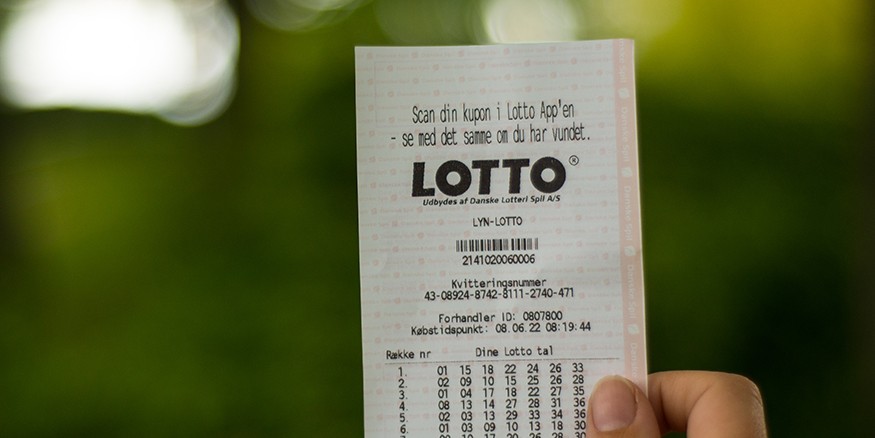 Scan din kupon i Lotto App'en
- se med det samme om du har vundet.
LOTTO®
Udbydes af Danske Lotteri Spil A/S
LYN-LOTTO
2141020060006
Kvitteringsnummer
43-08924-8742-8111-2740-471
Forhandler ID: 0807800
Købstidspunkt: 08.06.22 08:19:44
Række nr Dine Lotto tal
1. 01 15 18 22 24 26 33
2. 02 09 10 15 25 26 28
3. 01 04 17 18 22 27 35
4. 08 13 14 27 28 31 36
5. 02 03 13 29 33 34 36
6. 01 03 09 08 18 28 30